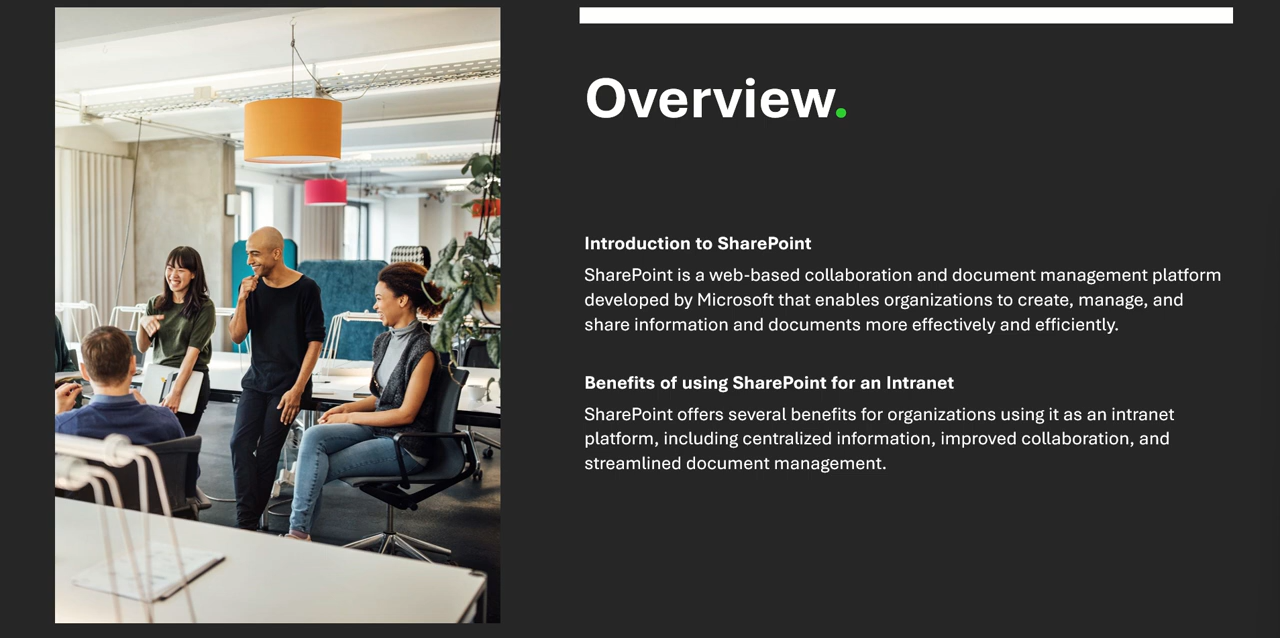 Overview.
Introduction to SharePoint
SharePoint is a web-based collaboration and document management platform
developed by Microsoft that enables organizations to create, manage, and
share information and documents more effectively and efficiently.
Benefits of using SharePoint for an Intranet
SharePoint offers several benefits for organizations using it as an intranet
platform, including centralized information, improved collaboration, and
streamlined document management.